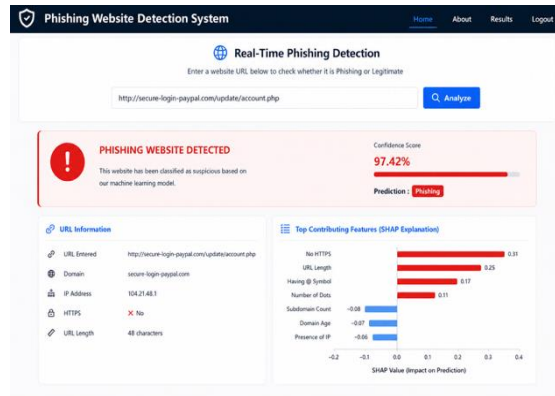 Phishing Website Detection System
Home About Results Logout
Real-Time Phishing Detection
Enter a website URL below to check whether it is Phishing or Legitimate
http://secure-login-paypal.com/update/account.php
Analyze
PHISHING WEBSITE DETECTED
This website has been classified as suspicious based on
our machine learning model.
Confidence Score
97.42%
Prediction : Phishing
URL Information
URL Entered http://secure-login-paypal.com/update/account.php
Domain secure-login-paypal.com
IP Address 104.21.48.1
HTTPS No
URL Length 48 characters
Top Contributing Features (SHAP Explanation)
No HTTPS 0.31
URL Length 0.25
Having @ Symbol 0.17
Number of Dots 0.11
Subdomain Count -0.08
Domain Age -0.07
Presence of IP -0.06
-0.2 -0.1 0.0 0.1 0.2 0.3 0.4
SHAP Value (Impact on Prediction)